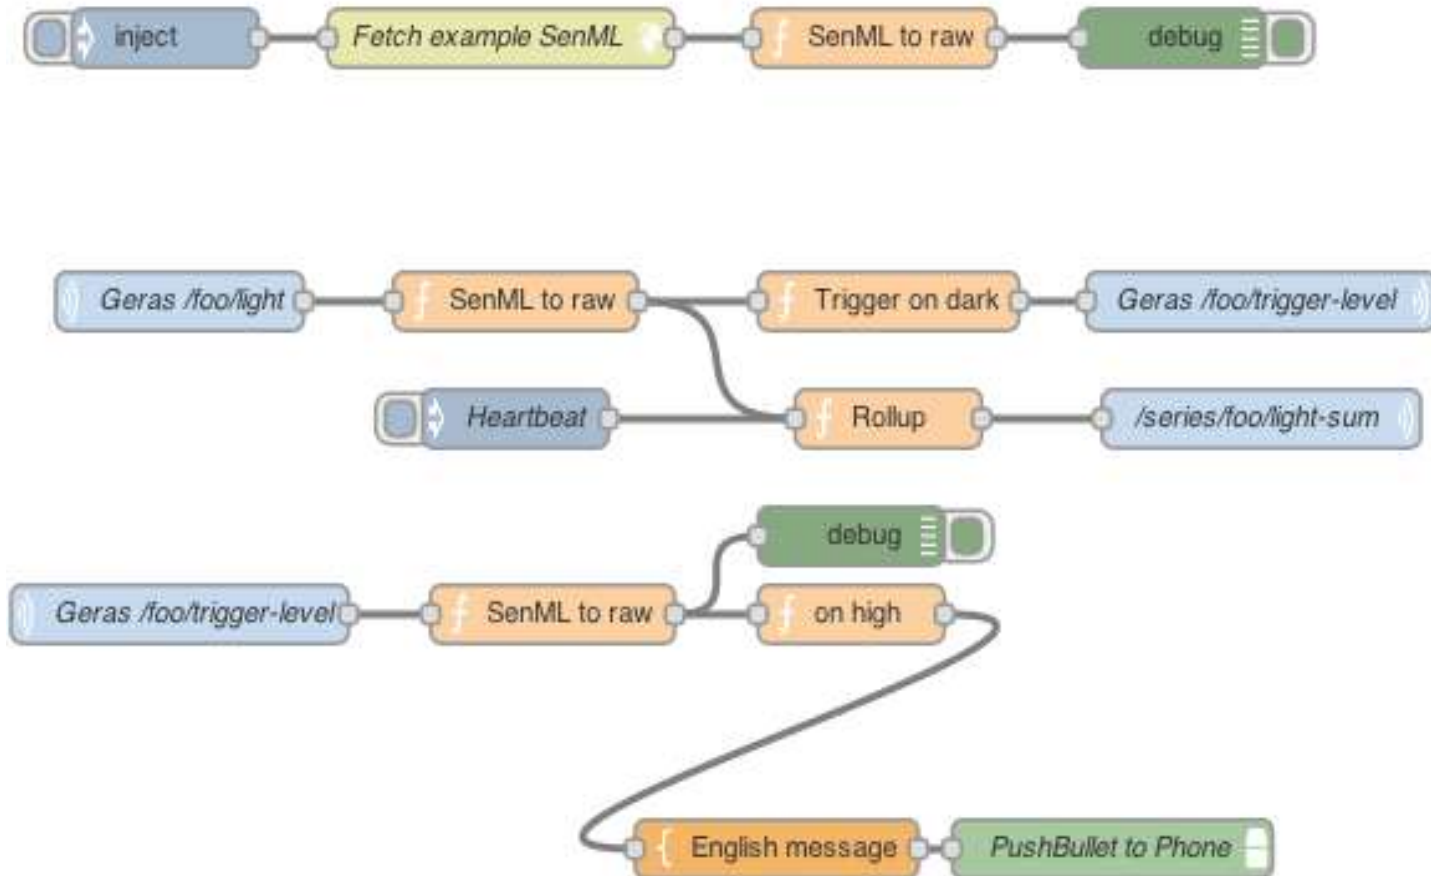 inject
Fetch example SenML
SenML to raw
debug
Geras /foo/light
SenML to raw
Trigger on dark
Geras /foo/trigger-level
Heartbeat
Rollup
/series/foo/light-sum
debug
Geras /foo/trigger-level
SenML to raw
on high
English message
PushBullet to Phone